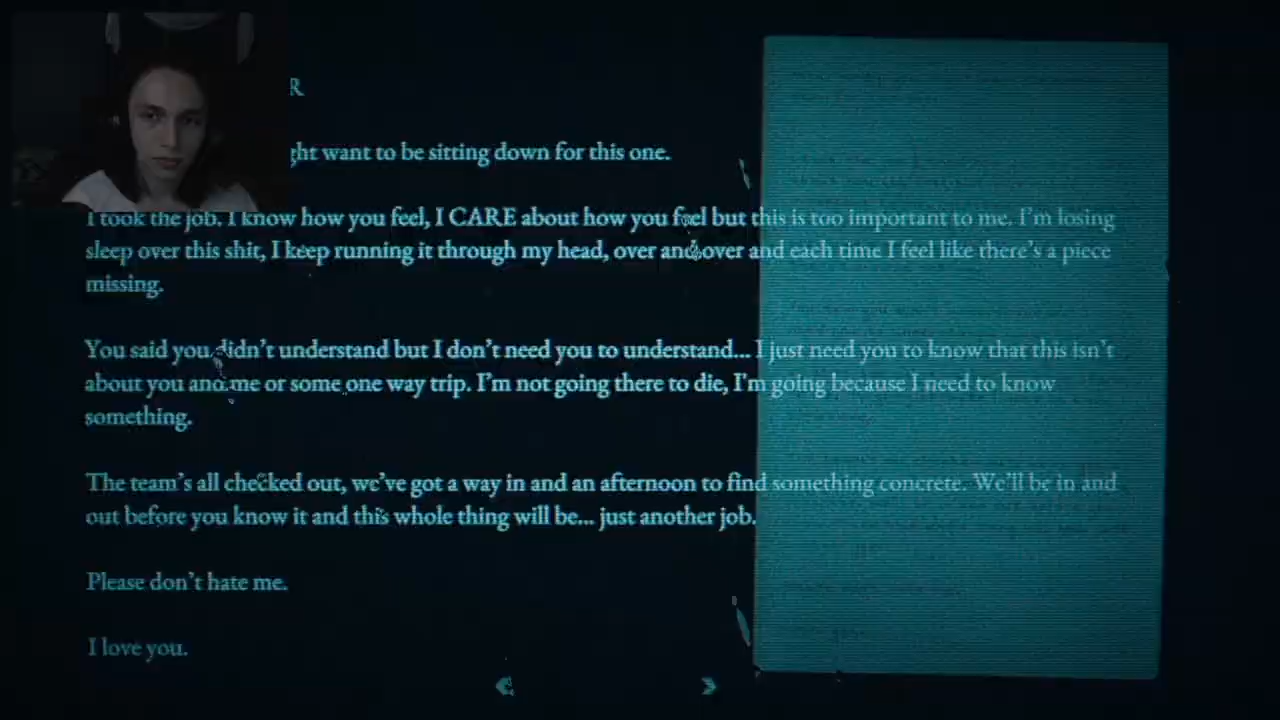 R
ght want to be sitting down for this one.
I took the job. I know how you feel, I CARE about how you feel but this is too important to me. I'm losing
sleep over this shit, I keep running it through my head, over and over and each time I feel like there's a piece
missing.
You said you didn't understand but I don't need you to understand... I just need you to know that this isn't
about you and me or some one way trip. I'm not going there to die, I'm going because I need to know
something.
The team's all checked out, we've got a way in and an afternoon to find something concrete. We'll be in and
out before you know it and this whole thing will be... just another job.
Please don't hate me.
I love you.